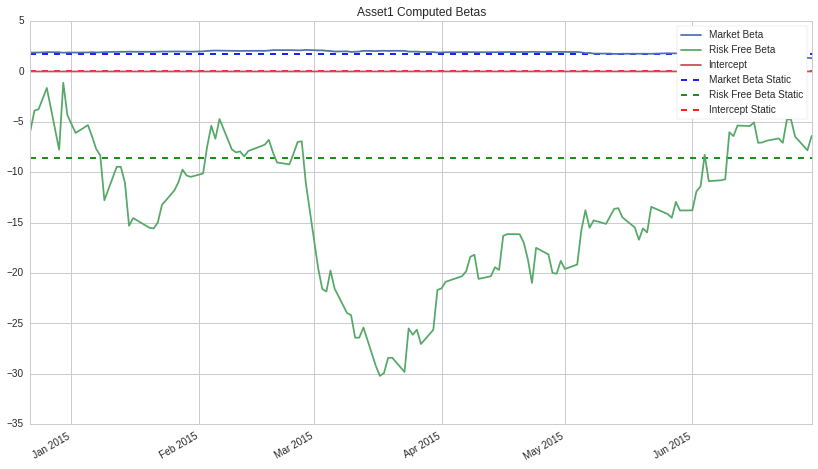 Asset1 Computed Betas
5
0
−5
−10
−15
−20
−25
−30
−35
Market Beta
Risk Free Beta
Intercept
Market Beta Static
Risk Free Beta Static
Intercept Static
Jan 2015
Feb 2015
Mar 2015
Apr 2015
May 2015
Jun 2015